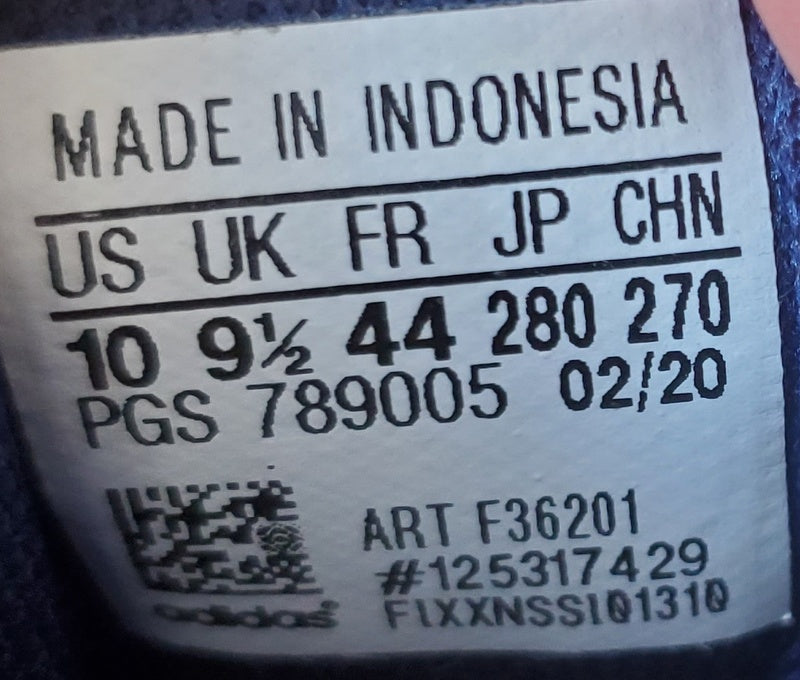 MADE IN INDONESIA
US UK FR JP CHN
10 9½ 44 280 270
PGS 789005 02/20
ART F36201
#125317429
F1XXNSSI01310
adidas